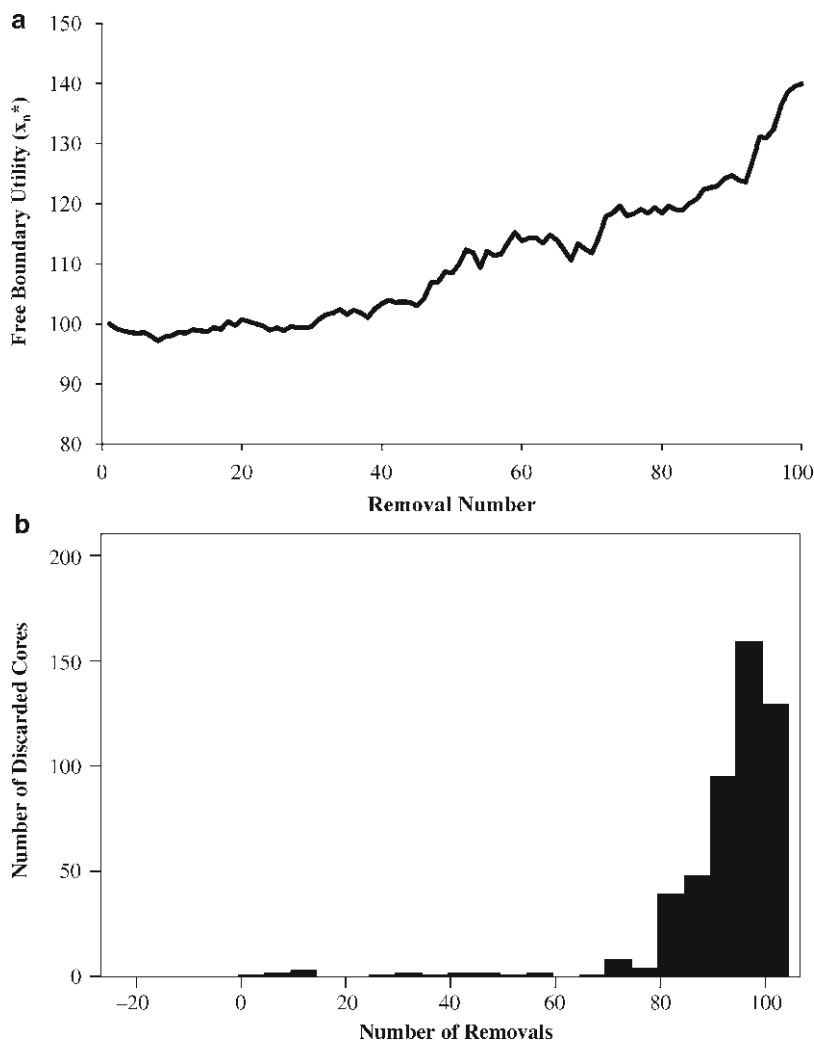 a
150
140
130
120
110
100
90
80
Free Boundary Utility (xn*)
0 20 40 60 80 100
Removal Number
b
200
150
100
50
0
Number of Discarded Cores
–20 0 20 40 60 80 100
Number of Removals